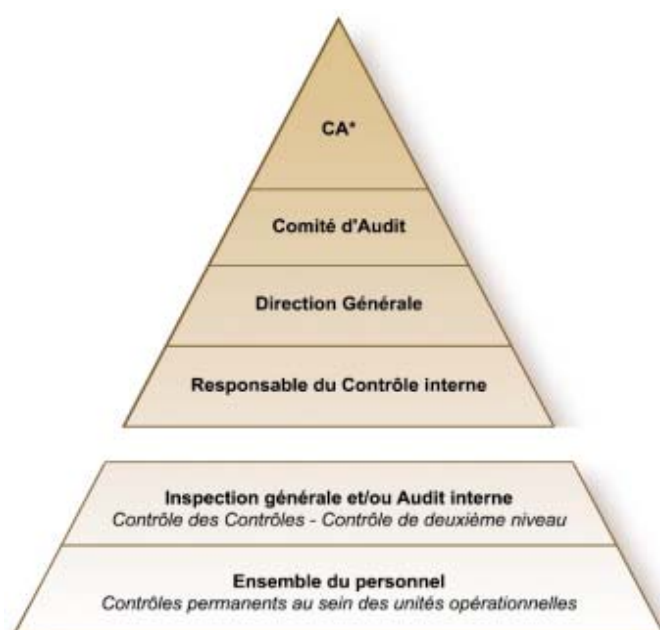 CA*
Comité d'Audit
Direction Générale
Responsable du Contrôle interne
Inspection générale et/ou Audit interne
Contrôle des Contrôles - Contrôle de deuxième niveau
Ensemble du personnel
Contrôles permanents au sein des unités opérationnelles